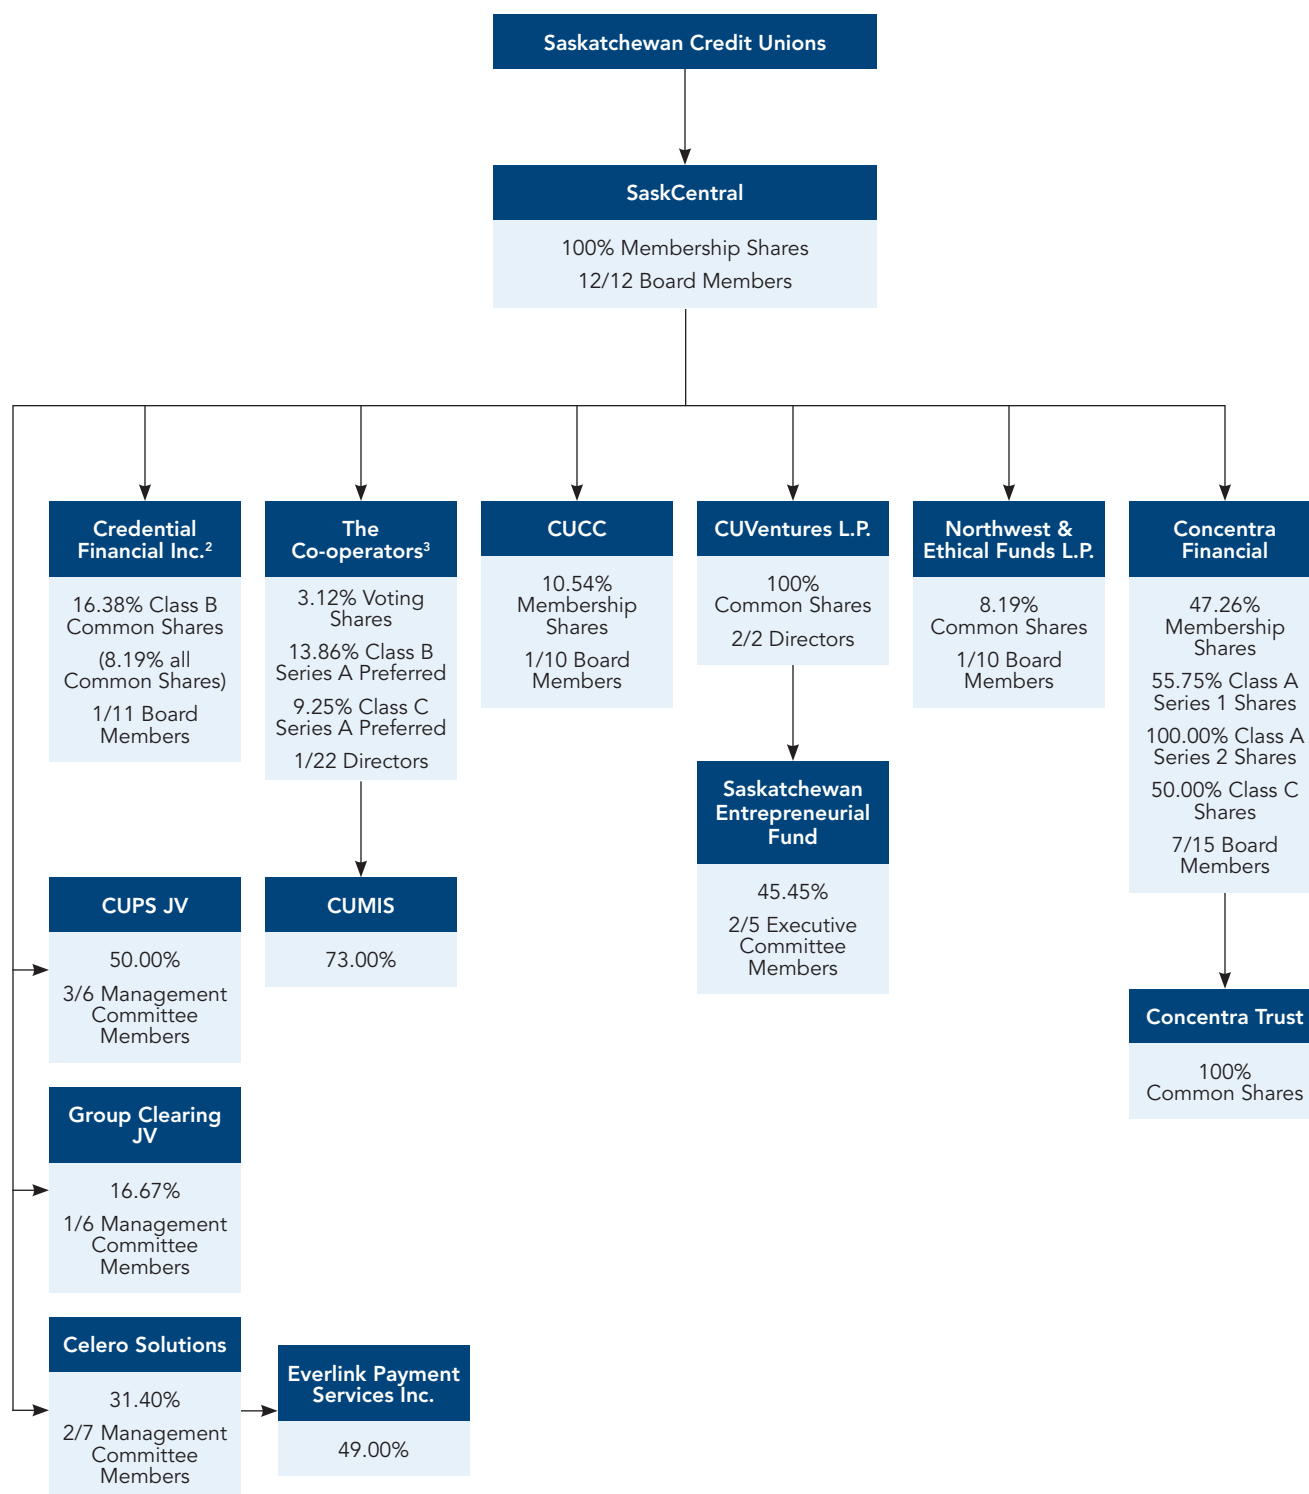 Saskatchewan Credit Unions
SaskCentral
100% Membership Shares
12/12 Board Members
Credential
Financial Inc.²
16.38% Class B
Common Shares
(8.19% all
Common Shares)
1/11 Board
Members
The
Co-operators³
3.12% Voting
Shares
13.86% Class B
Series A Preferred
9.25% Class C
Series A Preferred
1/22 Directors
CUCC
10.54%
Membership
Shares
1/10 Board
Members
CUVentures L.P.
100%
Common Shares
2/2 Directors
Northwest &
Ethical Funds L.P.
8.19%
Common Shares
1/10 Board
Members
Concentra
Financial
47.26%
Membership
Shares
55.75% Class A
Series 1 Shares
100.00% Class A
Series 2 Shares
50.00% Class C
Shares
7/15 Board
Members
Saskatchewan
Entrepreneurial
Fund
45.45%
2/5 Executive
Committee
Members
CUPS JV
50.00%
3/6 Management
Committee
Members
CUMIS
73.00%
Concentra Trust
100%
Common Shares
Group Clearing
JV
16.67%
1/6 Management
Committee
Members
Celero Solutions
31.40%
2/7 Management
Committee
Members
Everlink Payment
Services Inc.
49.00%